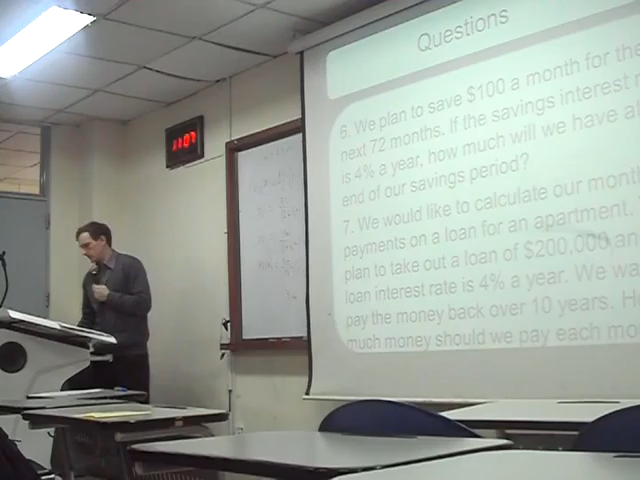 11:07
Questions
6. We plan to save $100 a month for the
next 72 months. If the savings interest
is 4% a year, how much will we have a
end of our savings period?
7. We would like to calculate our month
payments on a loan for an apartment.
plan to take out a loan of $200,000 an
loan interest rate is 4% a year. We wa
pay the money back over 10 years. H
much money should we pay each mo